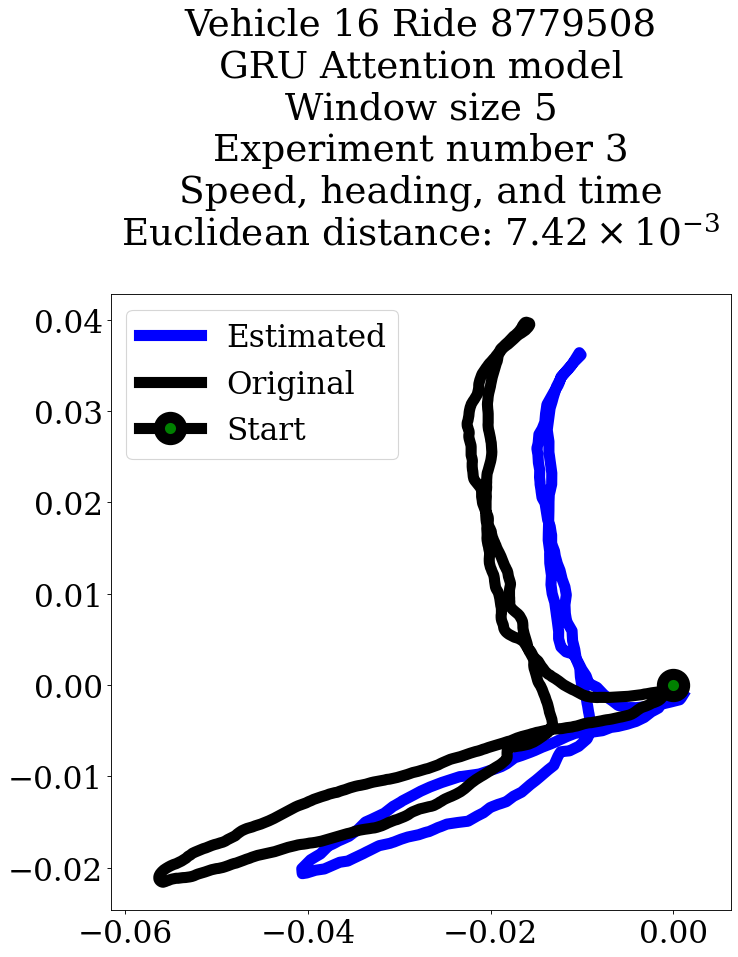 Vehicle 16 Ride 8779508
GRU Attention model
Window size 5
Experiment number 3
Speed, heading, and time
Euclidean distance: 7.42 × 10⁻³
Estimated
Original
Start
0.04
0.03
0.02
0.01
0.00
−0.01
−0.02
−0.06 −0.04 −0.02 0.00